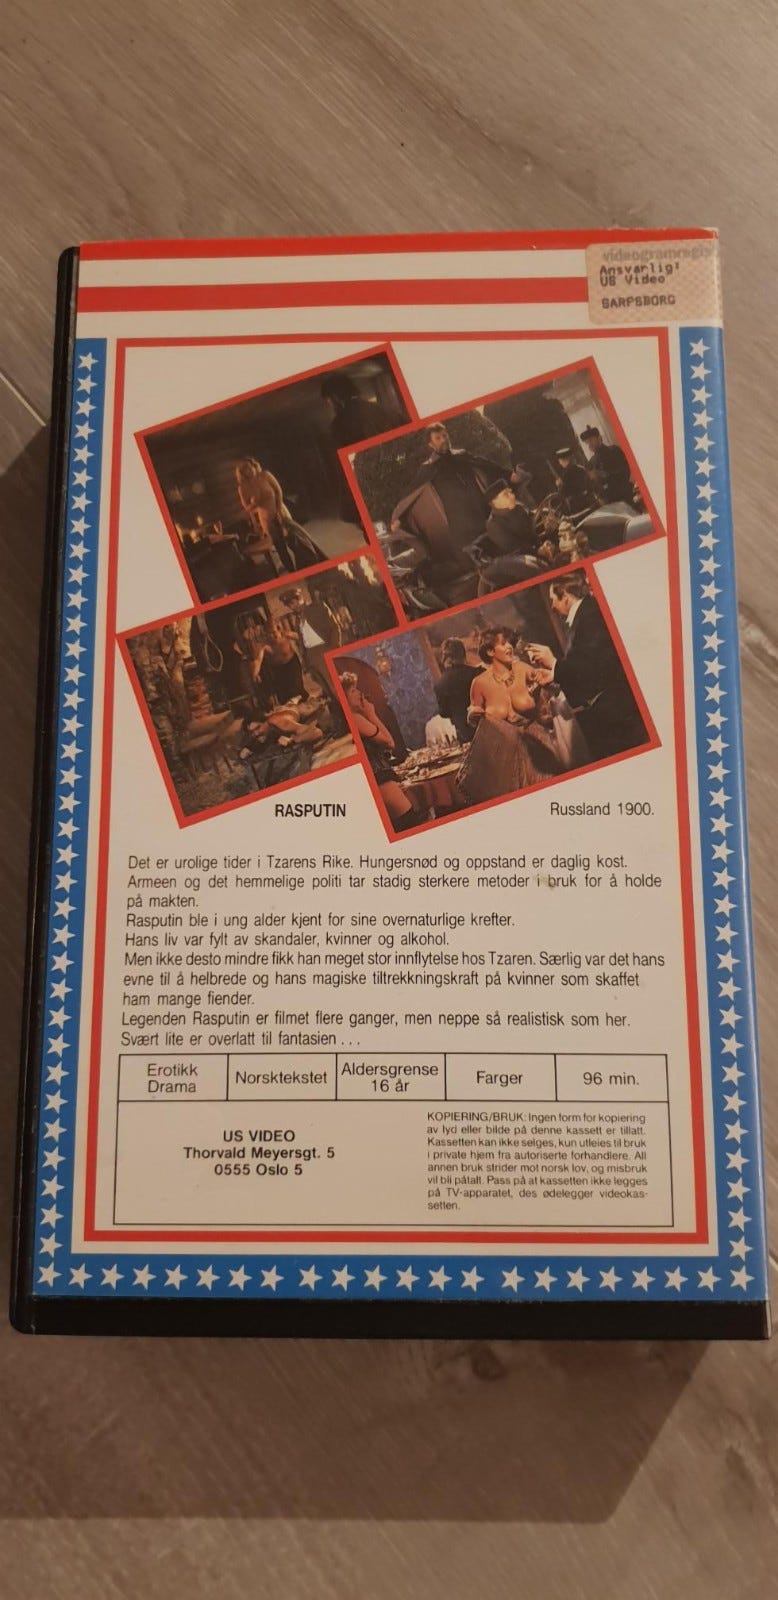 videogramregis
Ansvarlig:
US Video
SARPSBORG
RASPUTIN
Russland 1900.
Det er urolige tider i Tzarens Rike. Hungersnød og oppstand er daglig kost.
Armeen og det hemmelige politi tar stadig sterkere metoder i bruk for å holde
på makten.
Rasputin ble i ung alder kjent for sine overnaturlige krefter.
Hans liv var fylt av skandaler, kvinner og alkohol.
Men ikke desto mindre fikk han meget stor innflytelse hos Tzaren. Særlig var det hans
evne til å helbrede og hans magiske tiltrekningskraft på kvinner som skaffet
ham mange fiender.
Legenden Rasputin er filmet flere ganger, men neppe så realistisk som her.
Svært lite er overlatt til fantasien . . .
Erotikk
Drama
Norsktekstet
Aldersgrense
16 år
Farger
96 min.
US VIDEO
Thorvald Meyersgt. 5
0555 Oslo 5
KOPIERING/BRUK: Ingen form for kopiering
av lyd eller bilde på denne kassett er tillatt.
Kassetten kan ikke selges, kun utleies til bruk
i private hjem fra autoriserte forhandlere. All
annen bruk strider mot norsk lov, og misbruk
vil bli påtalt. Pass på at kassetten ikke legges
på TV-apparatet, des ødelegger videokas-
setten.